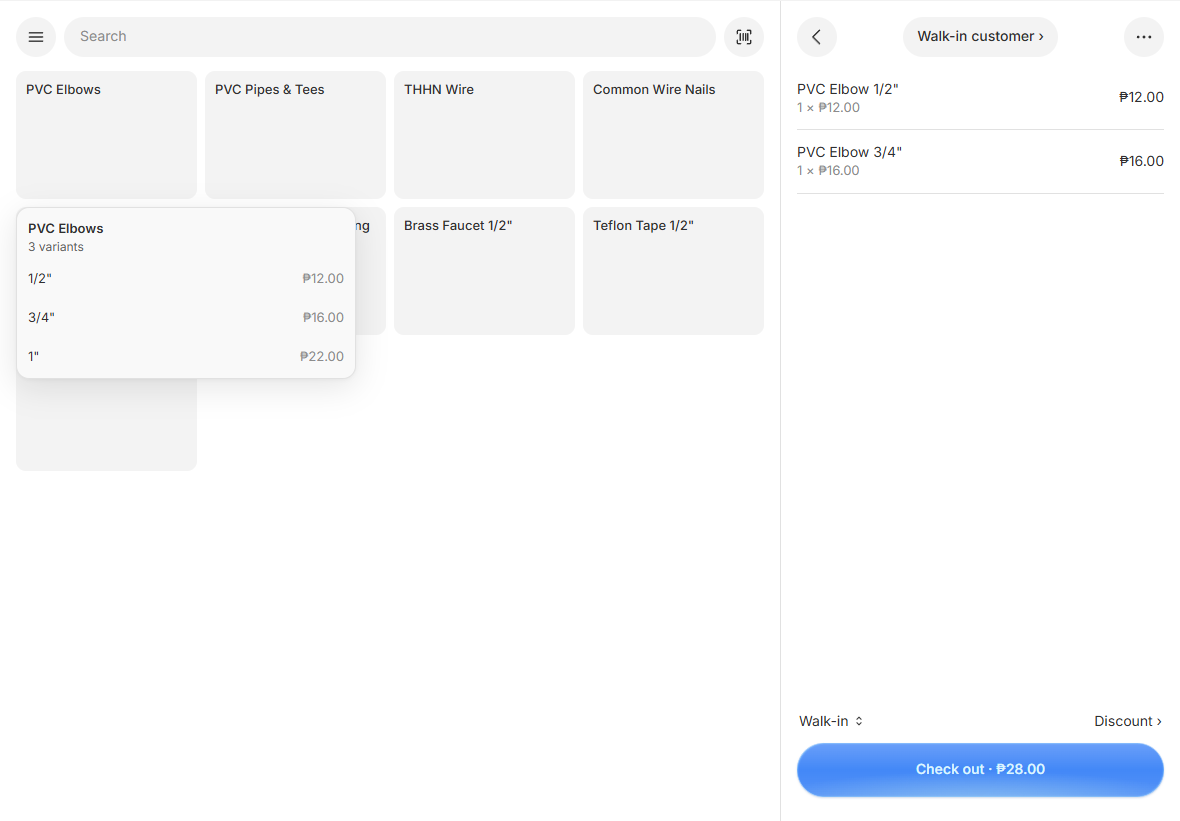 Search
Walk-in customer ›
PVC Elbows
PVC Pipes & Tees
THHN Wire
Common Wire Nails
PVC Elbow 1/2"
1 × ₱12.00
₱12.00
PVC Elbow 3/4"
1 × ₱16.00
₱16.00
PVC Elbows
3 variants
1/2" ₱12.00
3/4" ₱16.00
1" ₱22.00
Brass Faucet 1/2"
Teflon Tape 1/2"
Walk-in
Discount ›
Check out · ₱28.00